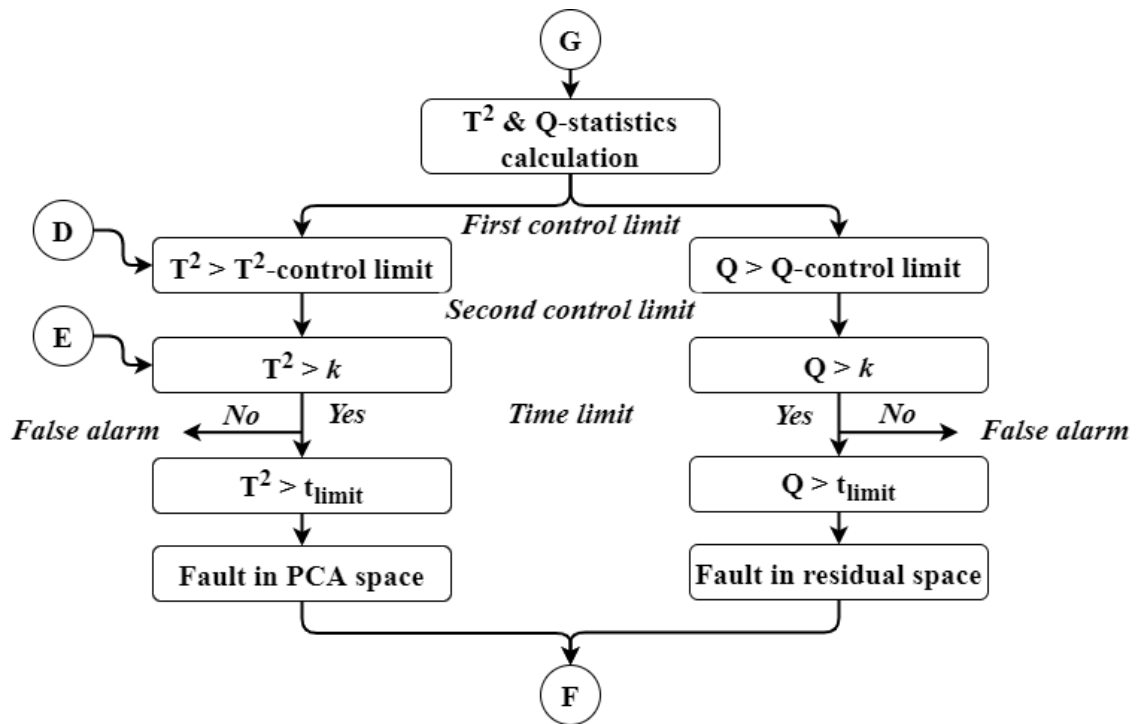 G
T² & Q-statistics
calculation
First control limit
D
T² > T²-control limit
Q > Q-control limit
Second control limit
E
T² > k
Q > k
False alarm
No
Yes
Time limit
Yes
No
False alarm
T² > t_limit
Q > t_limit
Fault in PCA space
Fault in residual space
F